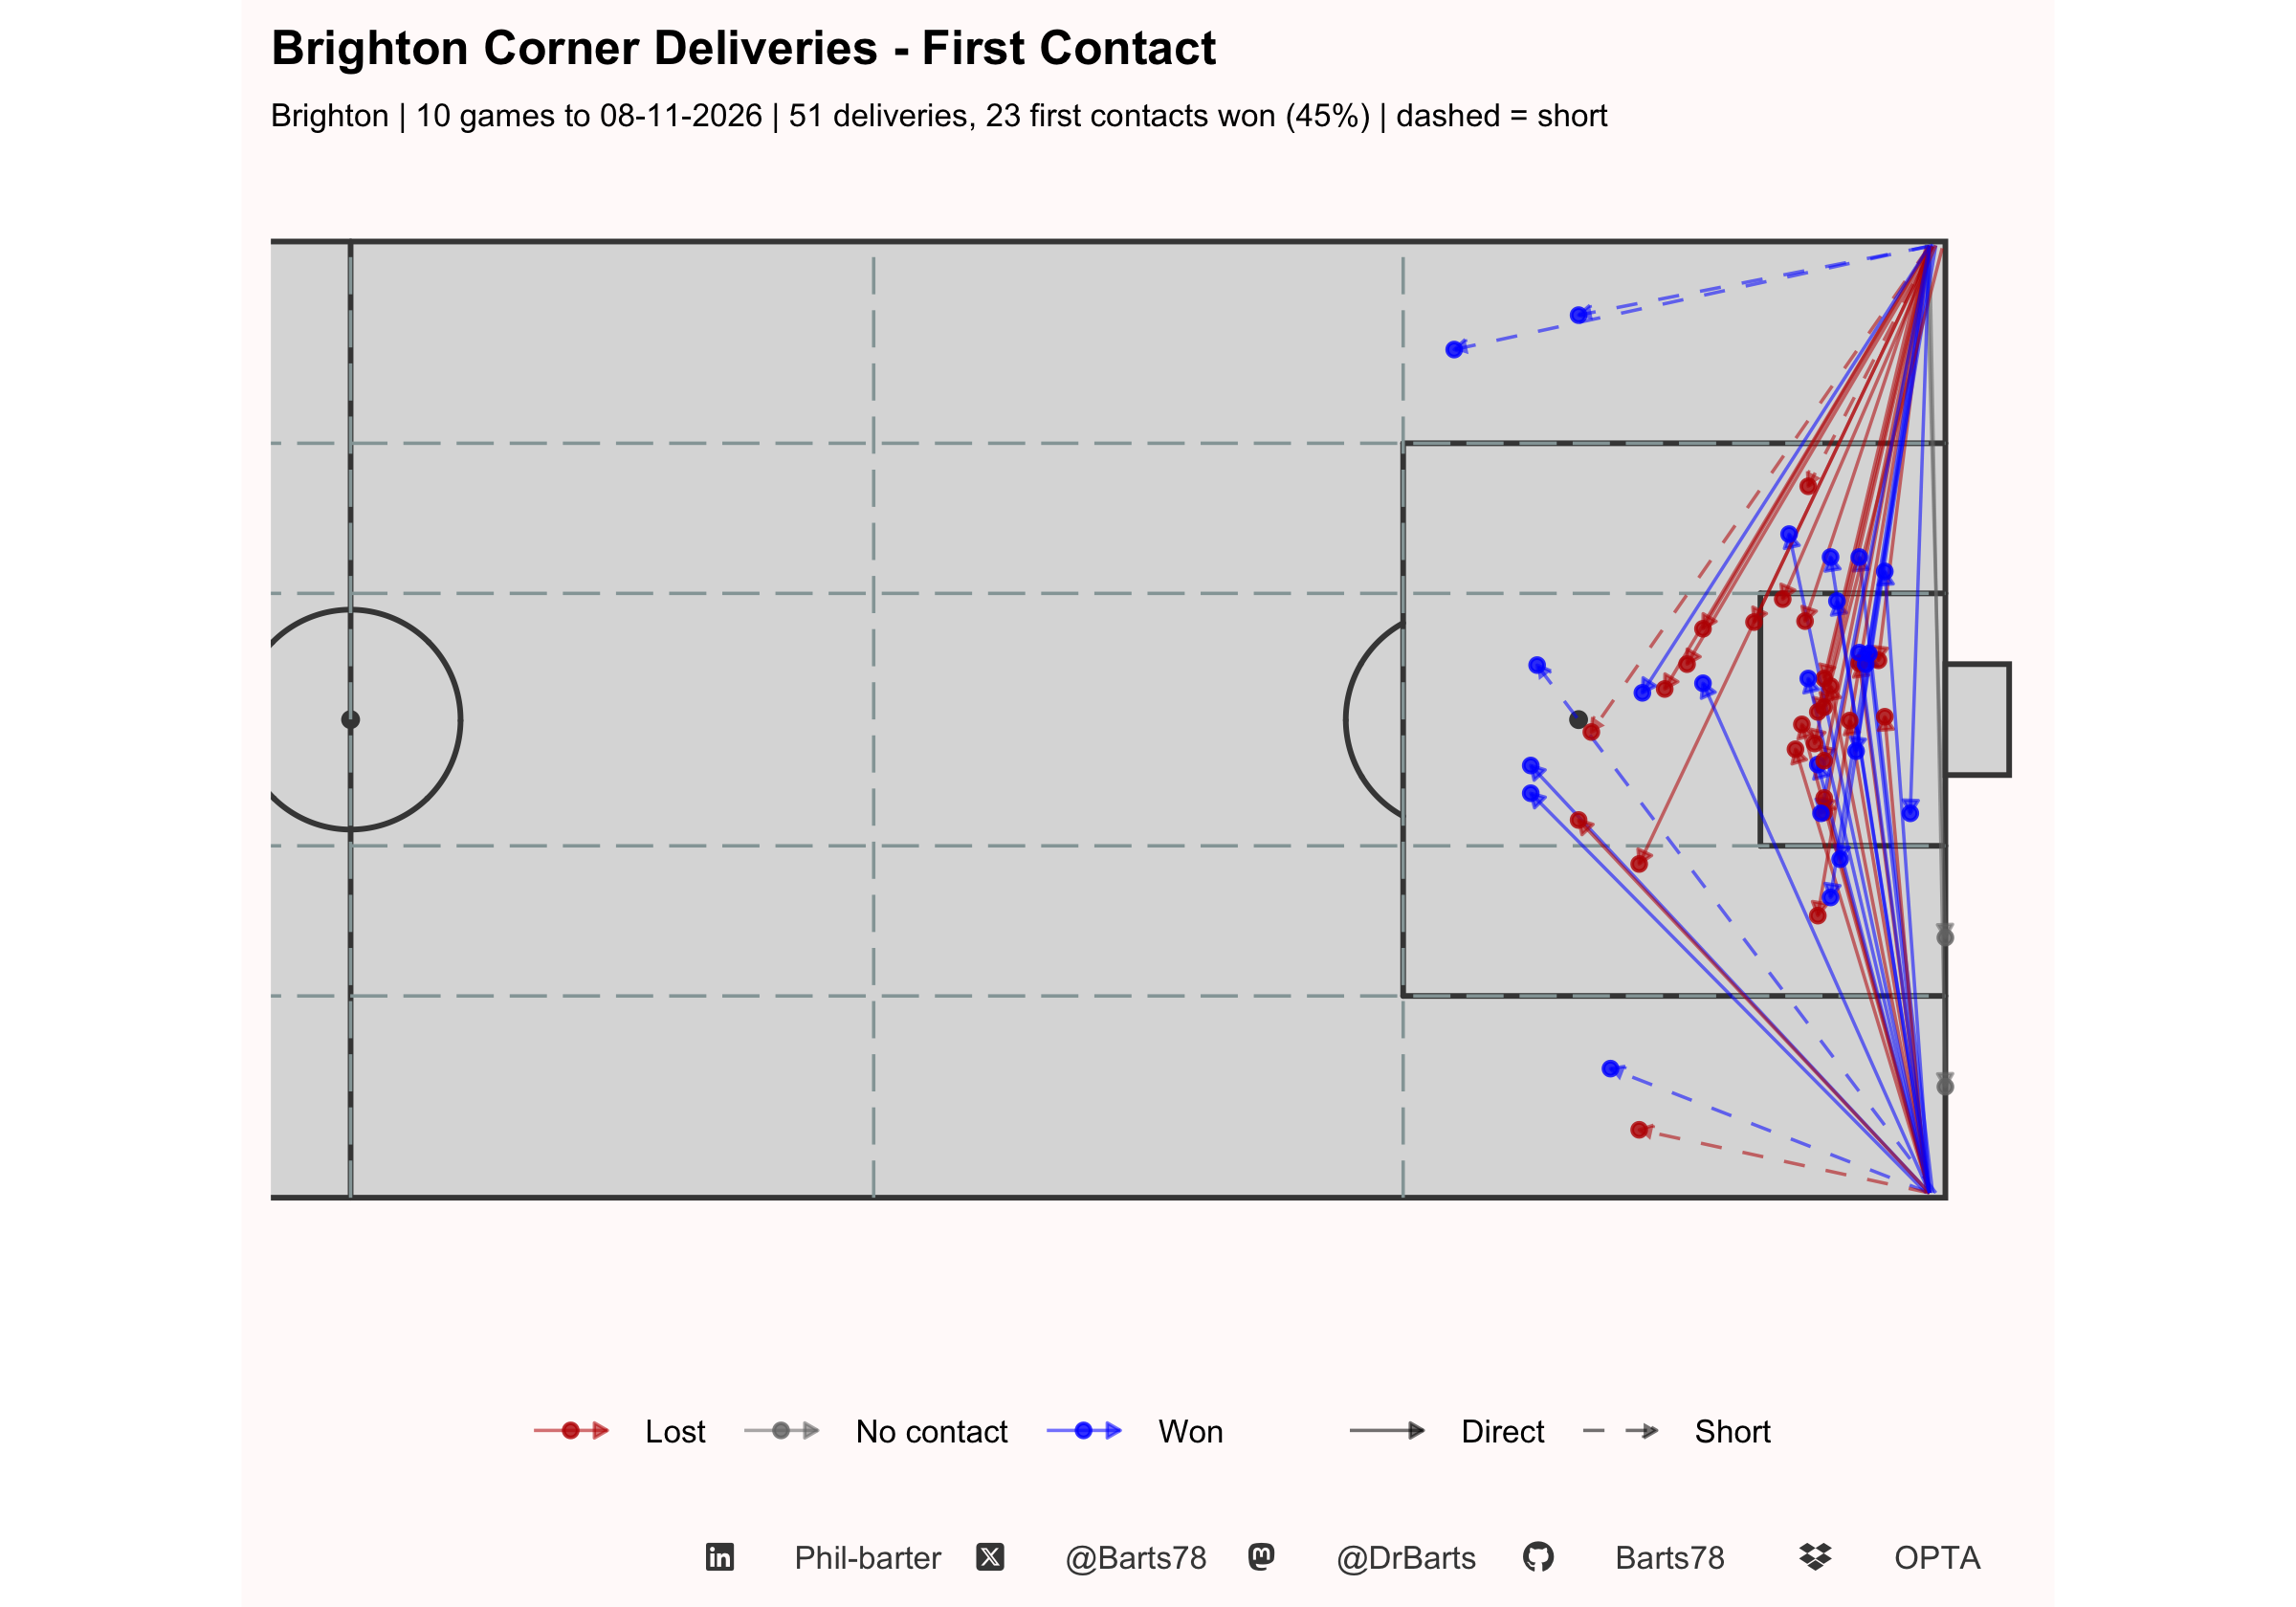 Brighton Corner Deliveries - First Contact
Brighton | 10 games to 08-11-2026 | 51 deliveries, 23 first contacts won (45%) | dashed = short
Lost No contact Won Direct Short
Phil-barter @Barts78 @DrBarts Barts78 OPTA